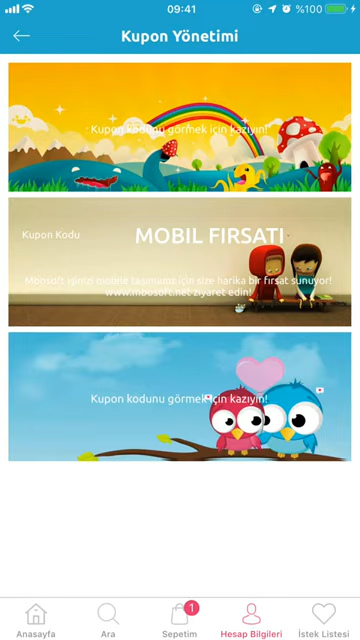 09:41
%100
Kupon Yönetimi
Kupon kodunu görmek için kazıyın!
Kupon Kodu
MOBIL FIRSATI
Mbosoft işinizi mobile taşımanız için size harika bir fırsat sunuyor!
www.mbosoft.net ziyaret edin!
Kupon kodunu görmek için kazıyın!
1
Anasayfa
Ara
Sepetim
Hesap Bilgileri
İstek Listesi